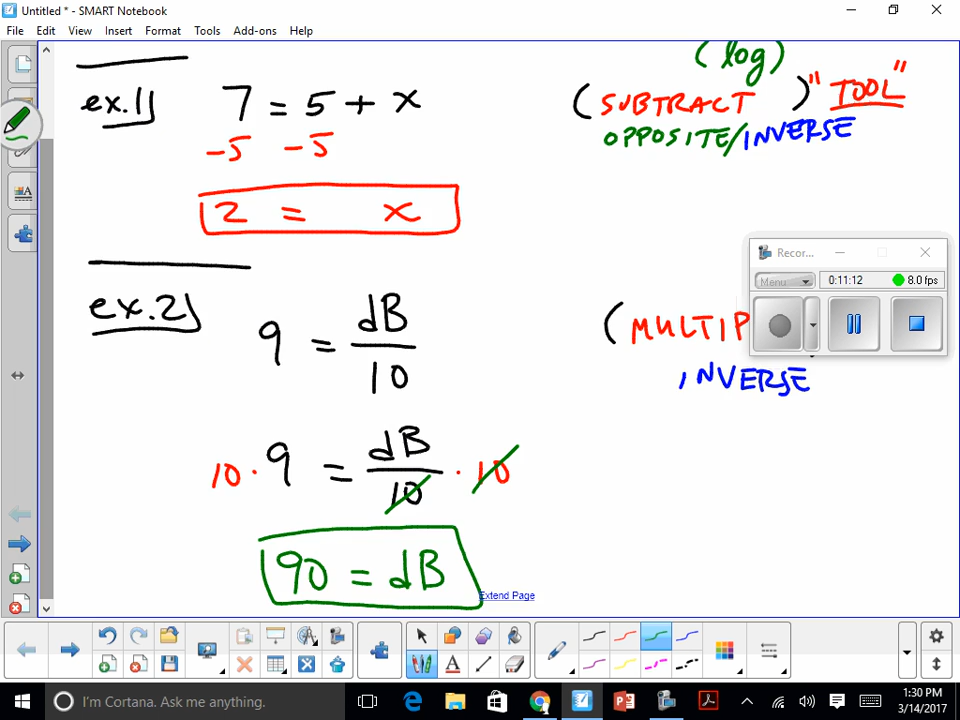 Untitled * - SMART Notebook
File Edit View Insert Format Tools Add-ons Help
(log)
ex.1) 7 = 5 + x (SUBTRACT) "TOOL"
-5 -5 OPPOSITE/INVERSE
2 = x
Recor...
Menu 0:11:12 8.0 fps
ex.2) 9 = dB/10 (MULTIP
INVERSE
10 · 9 = dB/10 · 10
90 = dB
Extend Page
A
I'm Cortana. Ask me anything.
1:30 PM
3/14/2017